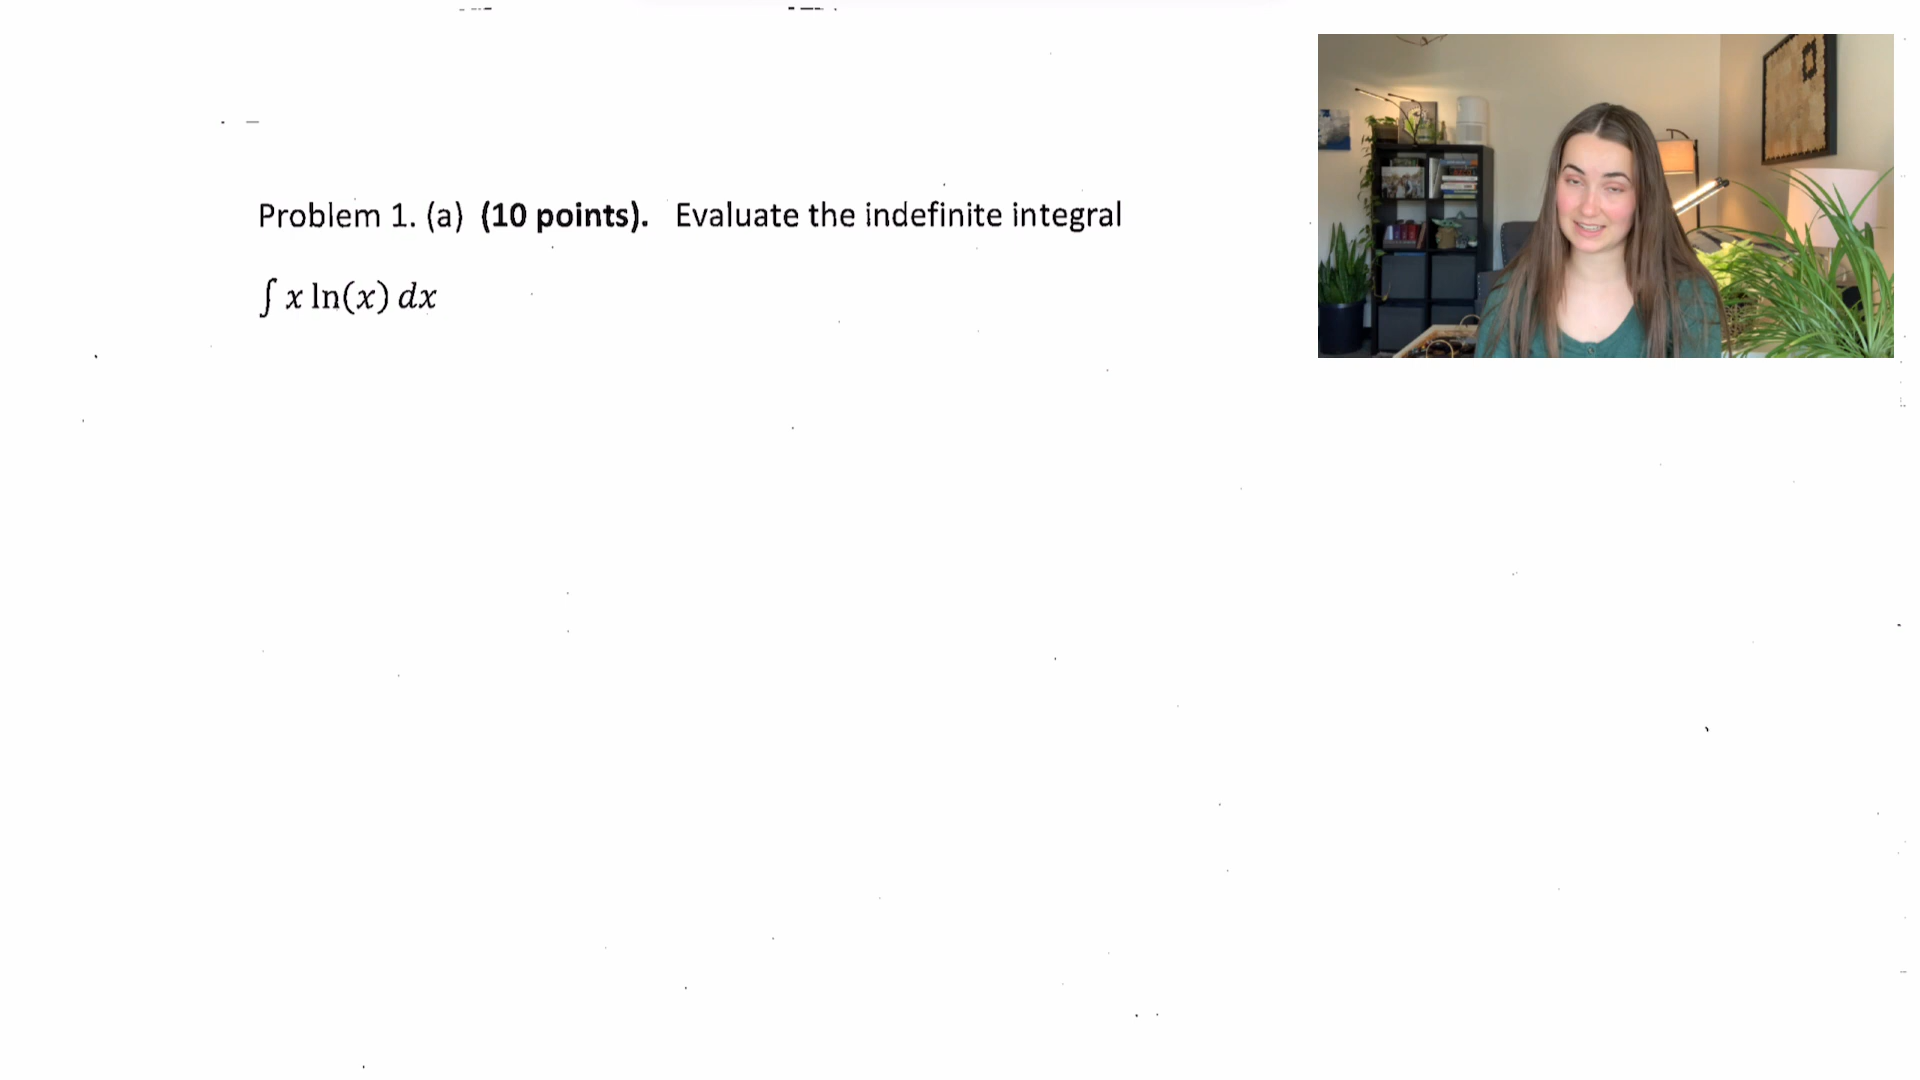 Problem 1. (a) (10 points). Evaluate the indefinite integral
∫ x ln(x) dx